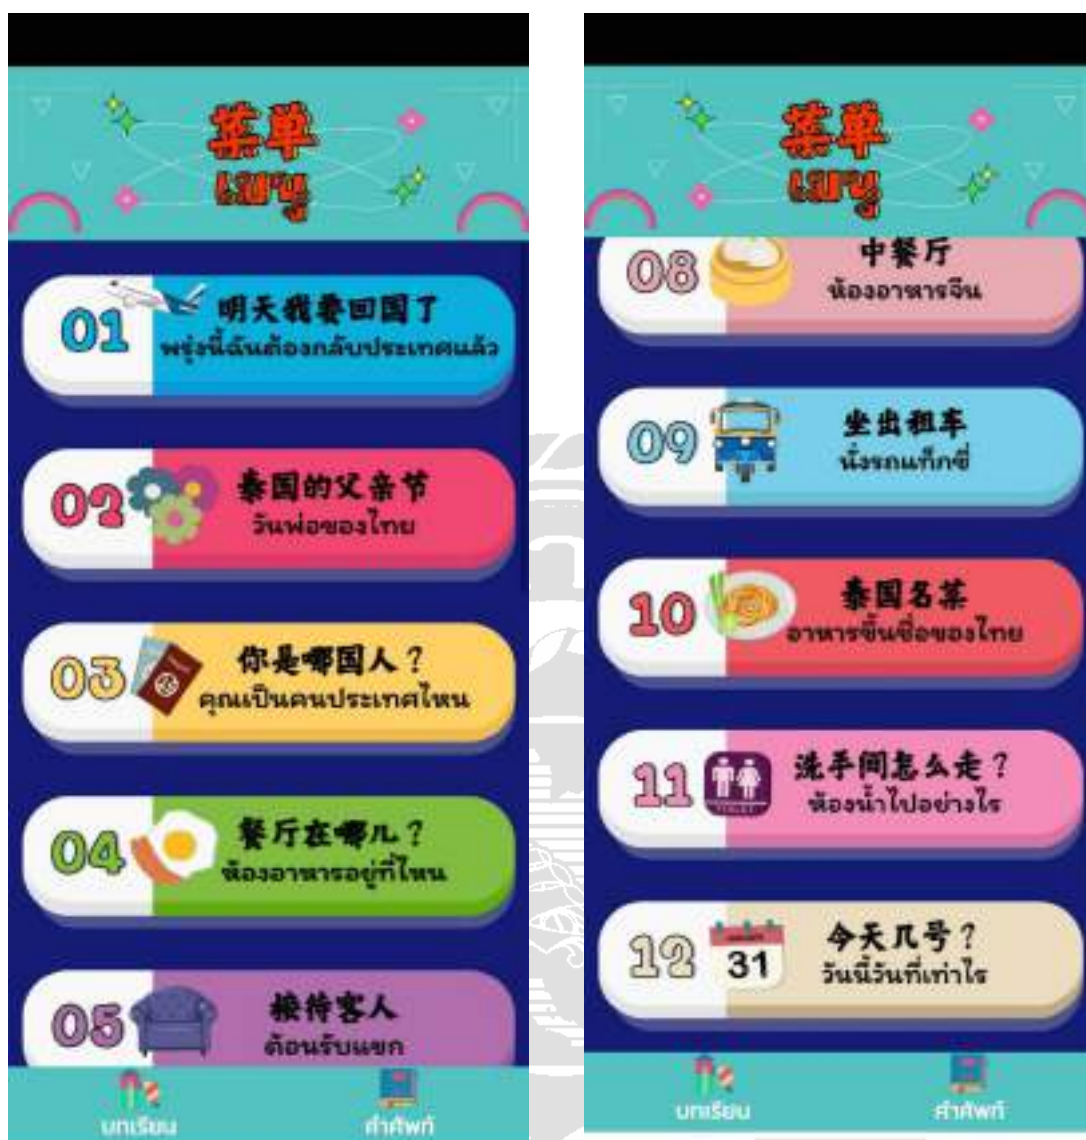 菜单
เมนู
01
明天我要回国了
พรุ่งนี้ฉันต้องกลับประเทศแล้ว
02
泰国的父亲节
วันพ่อของไทย
03
你是哪国人？
คุณเป็นคนประเทศไหน
04
餐厅在哪儿？
ห้องอาหารอยู่ที่ไหน
05
接待客人
ต้อนรับแขก
บทเรียน
คำศัพท์
菜单
เมนู
08
中餐厅
ห้องอาหารจีน
09
坐出租车
นั่งรถแท็กซี่
10
泰国名菜
อาหารขึ้นชื่อของไทย
11
洗手间怎么走？
ห้องน้ำไปอย่างไร
12
31
今天几号？
วันนี้วันที่เท่าไร
บทเรียน
คำศัพท์